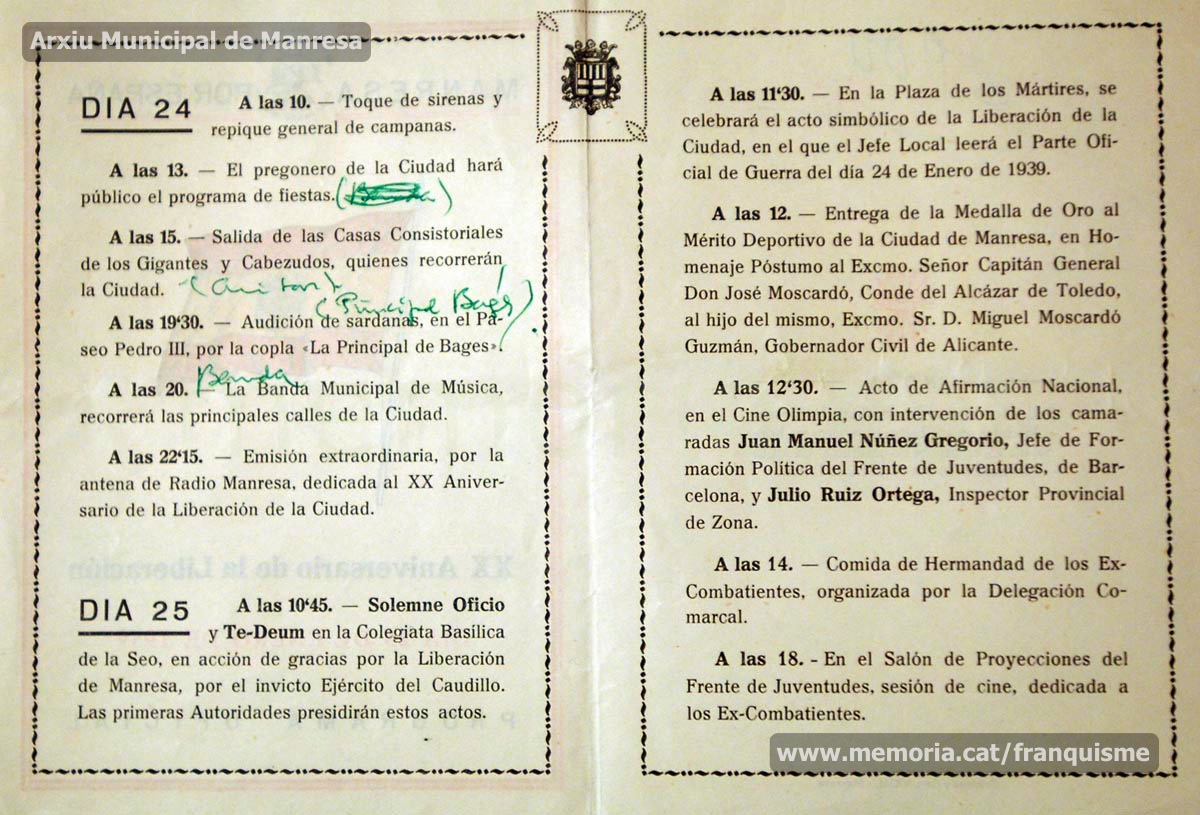 Arxiu Municipal de Manresa
DIA 24
A las 10. — Toque de sirenas y
repique general de campanas.
A las 13. — El pregonero de la Ciudad hará
público el programa de fiestas.
A las 15. — Salida de las Casas Consistoriales
de los Gigantes y Cabezudos, quienes recorrerán
la Ciudad.
(Principal Bagés)
A las 19'30. — Audición de sardanas, en el Pa-
seo Pedro III, por la copla «La Principal de Bages».
Banda
A las 20. — La Banda Municipal de Música,
recorrerá las principales calles de la Ciudad.
A las 22'15. — Emisión extraordinaria, por la
antena de Radio Manresa, dedicada al XX Aniver-
sario de la Liberación de la Ciudad.
DIA 25
A las 10'45. — Solemne Oficio
y Te-Deum en la Colegiata Basílica
de la Seo, en acción de gracias por la Liberación
de Manresa, por el invicto Ejército del Caudillo.
Las primeras Autoridades presidirán estos actos.
A las 11'30. — En la Plaza de los Mártires, se
celebrará el acto simbólico de la Liberación de la
Ciudad, en el que el Jefe Local leerá el Parte Ofi-
cial de Guerra del día 24 de Enero de 1939.
A las 12. — Entrega de la Medalla de Oro al
Mérito Deportivo de la Ciudad de Manresa, en Ho-
menaje Póstumo al Excmo. Señor Capitán General
Don José Moscardó, Conde del Alcázar de Toledo,
al hijo del mismo, Excmo. Sr. D. Miguel Moscardó
Guzmán, Gobernador Civil de Alicante.
A las 12'30. — Acto de Afirmación Nacional,
en el Cine Olimpia, con intervención de los cama-
radas Juan Manuel Núñez Gregorio, Jefe de For-
mación Política del Frente de Juventudes, de Bar-
celona, y Julio Ruiz Ortega, Inspector Provincial
de Zona.
A las 14. — Comida de Hermandad de los Ex-
Combatientes, organizada por la Delegación Co-
marcal.
A las 18. - En el Salón de Proyecciones del
Frente de Juventudes, sesión de cine, dedicada a
los Ex-Combatientes.
www.memoria.cat/franquisme